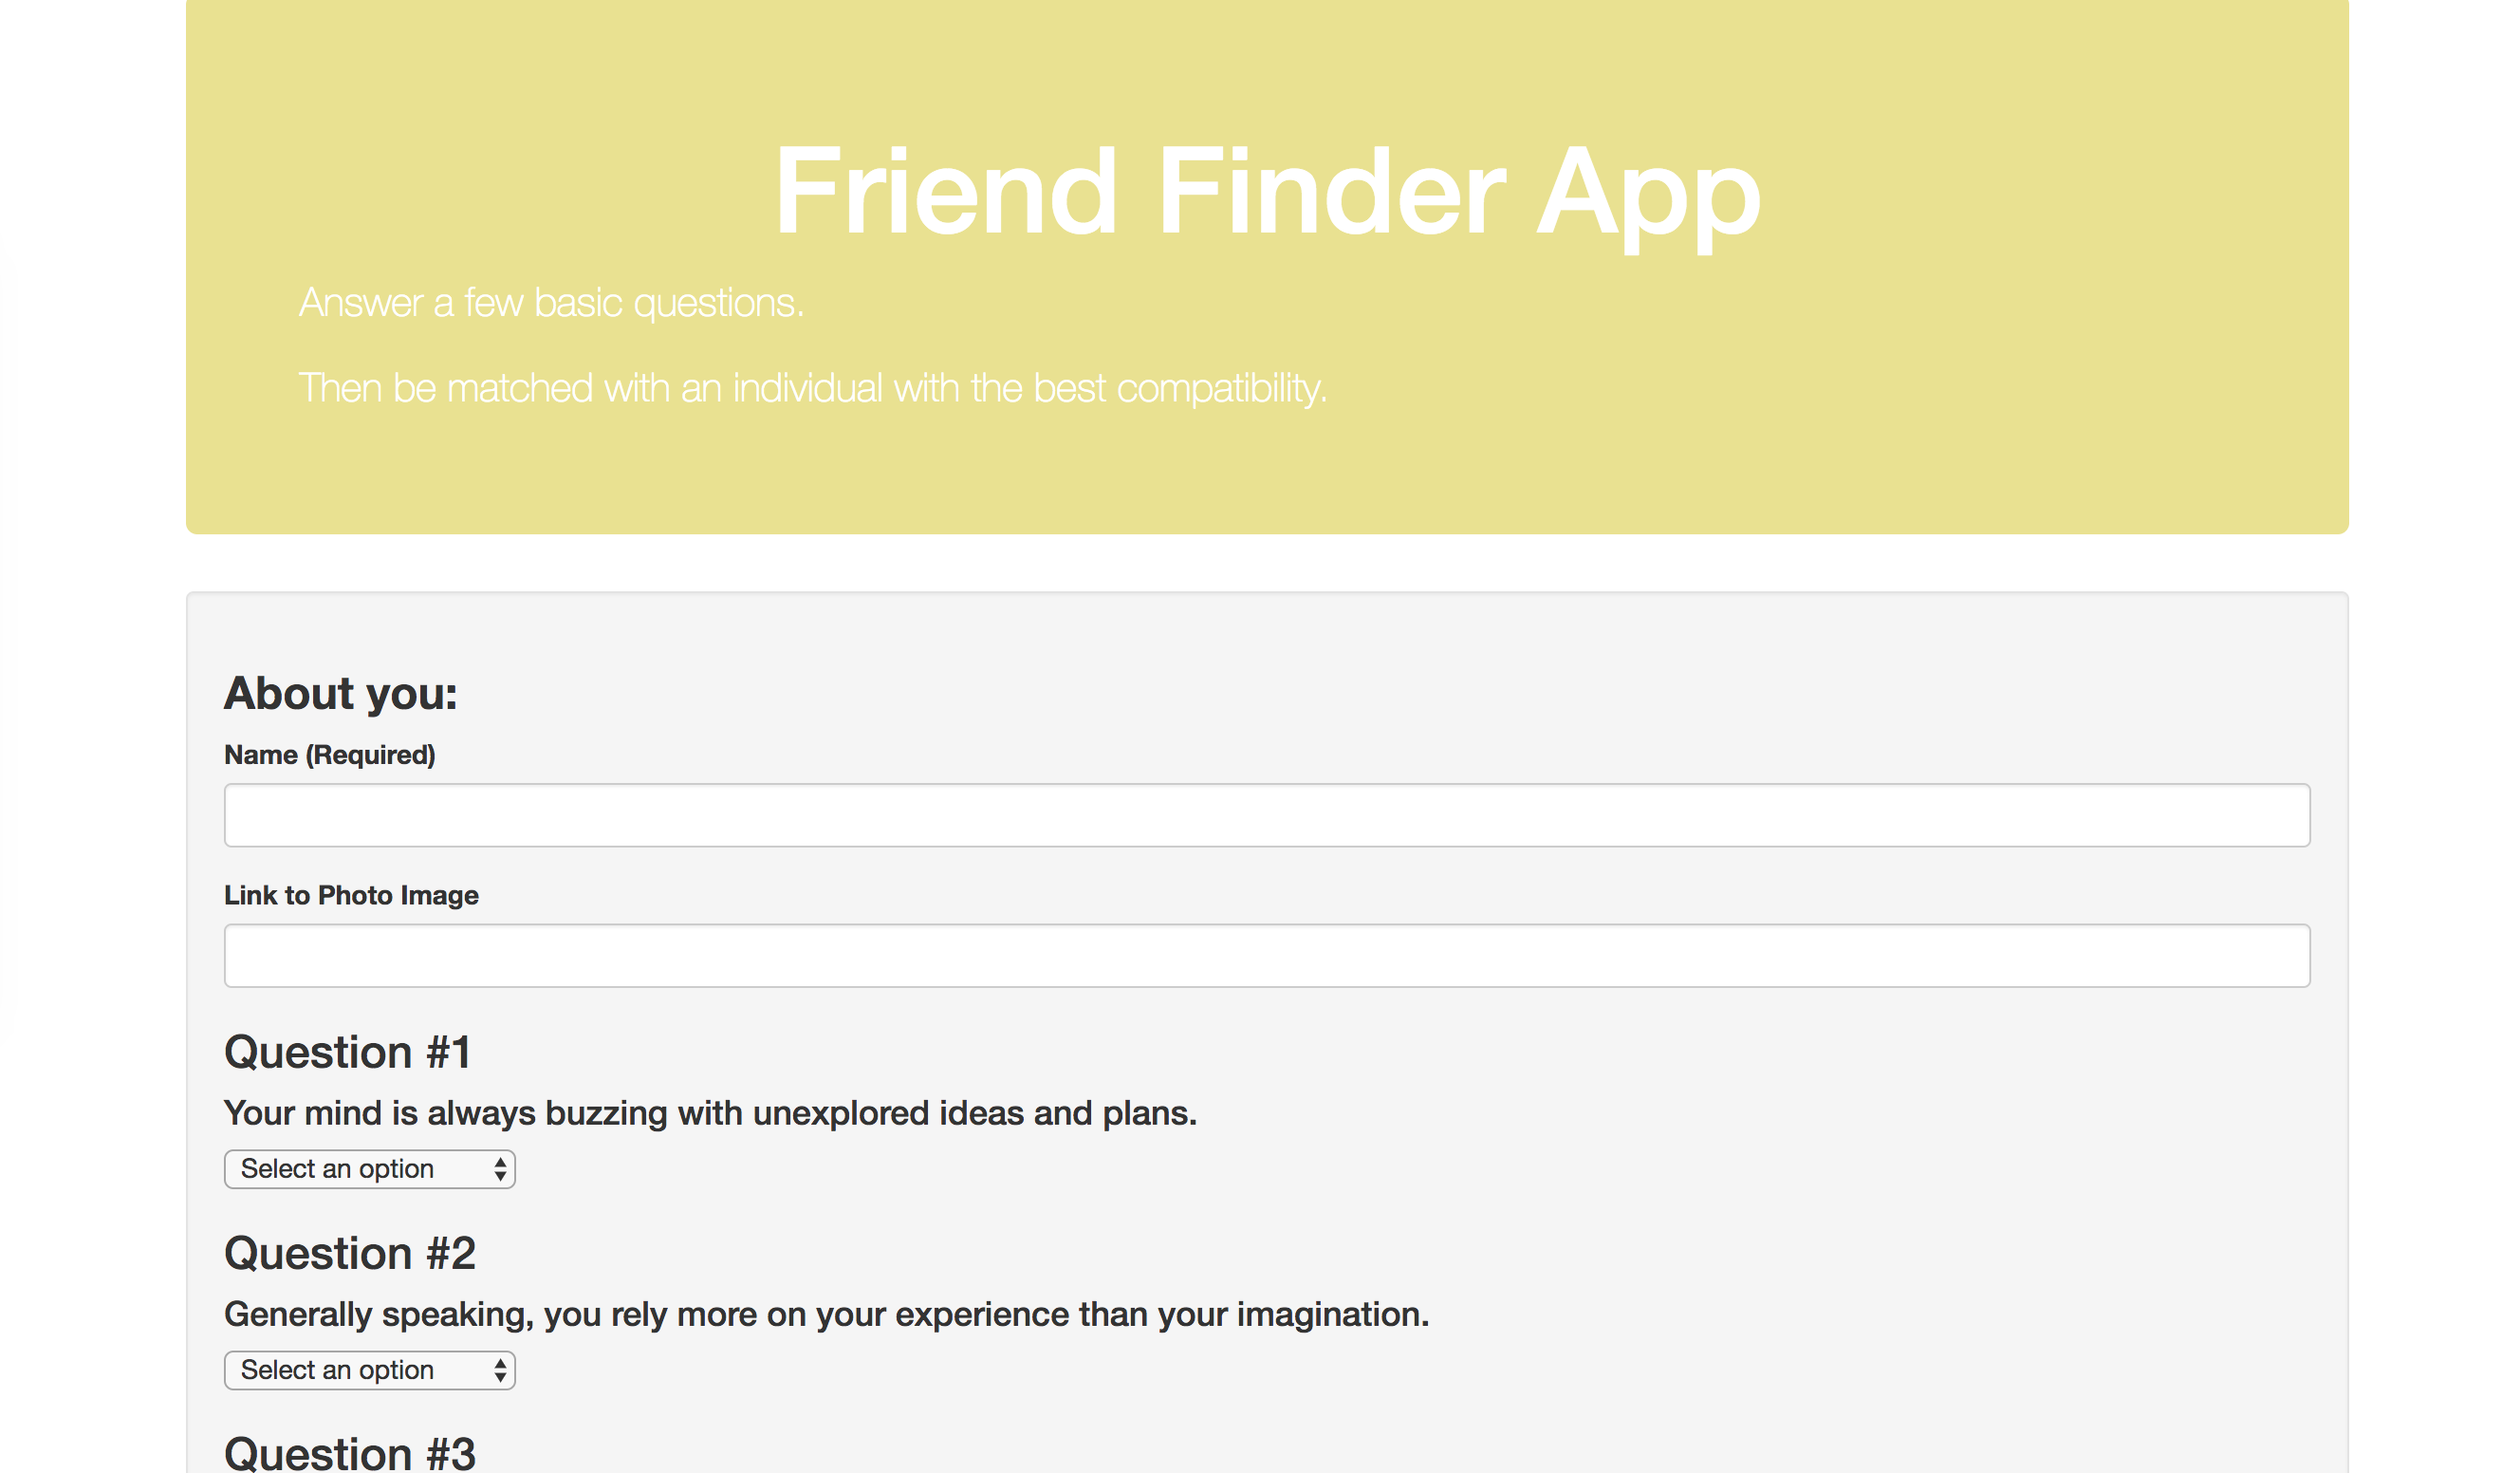 Friend Finder App
Answer a few basic questions.
Then be matched with an individual with the best compatibility.
About you:
Name (Required)
Link to Photo Image
Question #1
Your mind is always buzzing with unexplored ideas and plans.
Select an option
Question #2
Generally speaking, you rely more on your experience than your imagination.
Select an option
Question #3